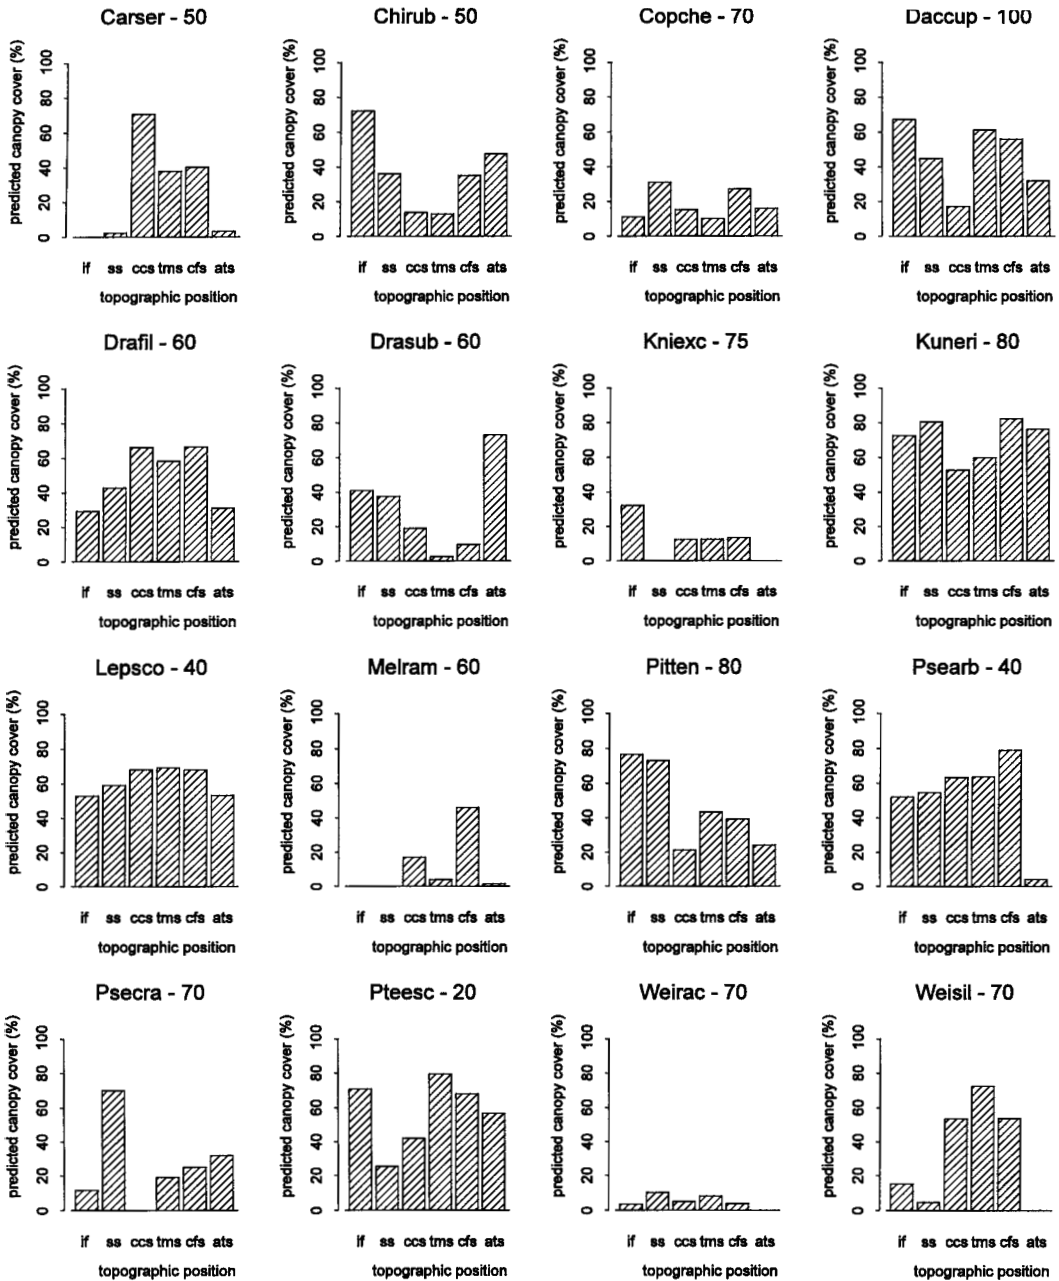 Carser - 50 Chirub - 50 Copche - 70 Daccup - 100
predicted canopy cover (%) predicted canopy cover (%) predicted canopy cover (%) predicted canopy cover (%)
100 100 100 100
80 80 80 80
60 60 60 60
40 40 40 40
20 20 20 20
0 0 0 0
if ss ccs tms cfs ats if ss ccs tms cfs ats if ss ccs tms cfs ats if ss ccs tms cfs ats
topographic position topographic position topographic position topographic position
Drafil - 60 Drasub - 60 Kniexc - 75 Kuneri - 80
predicted canopy cover (%) predicted canopy cover (%) predicted canopy cover (%) predicted canopy cover (%)
100 100 100 100
80 80 80 80
60 60 60 60
40 40 40 40
20 20 20 20
0 0 0 0
if ss ccs tms cfs ats if ss ccs tms cfs ats if ss ccs tms cfs ats if ss ccs tms cfs ats
topographic position topographic position topographic position topographic position
Lepsco - 40 Melram - 60 Pitten - 80 Psearb - 40
predicted canopy cover (%) predicted canopy cover (%) predicted canopy cover (%) predicted canopy cover (%)
100 100 100 100
80 80 80 80
60 60 60 60
40 40 40 40
20 20 20 20
0 0 0 0
if ss ccs tms cfs ats if ss ccs tms cfs ats if ss ccs tms cfs ats if ss ccs tms cfs ats
topographic position topographic position topographic position topographic position
Psecra - 70 Pteesc - 20 Weirac - 70 Weisil - 70
predicted canopy cover (%) predicted canopy cover (%) predicted canopy cover (%) predicted canopy cover (%)
100 100 100 100
80 80 80 80
60 60 60 60
40 40 40 40
20 20 20 20
0 0 0 0
if ss ccs tms cfs ats if ss ccs tms cfs ats if ss ccs tms cfs ats if ss ccs tms cfs ats
topographic position topographic position topographic position topographic position